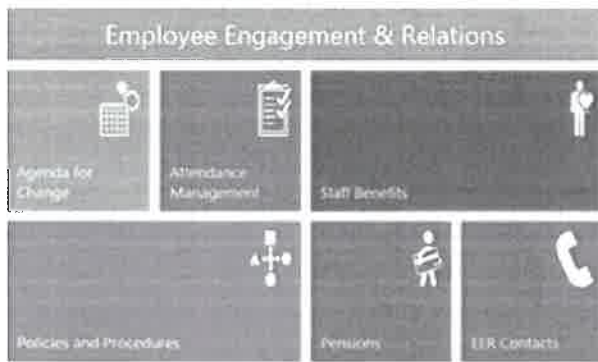 Employee Engagement & Relations
Agenda for
Change
Attendance
Management
Staff Benefits
Policies and Procedures
Pensions
EER Contacts